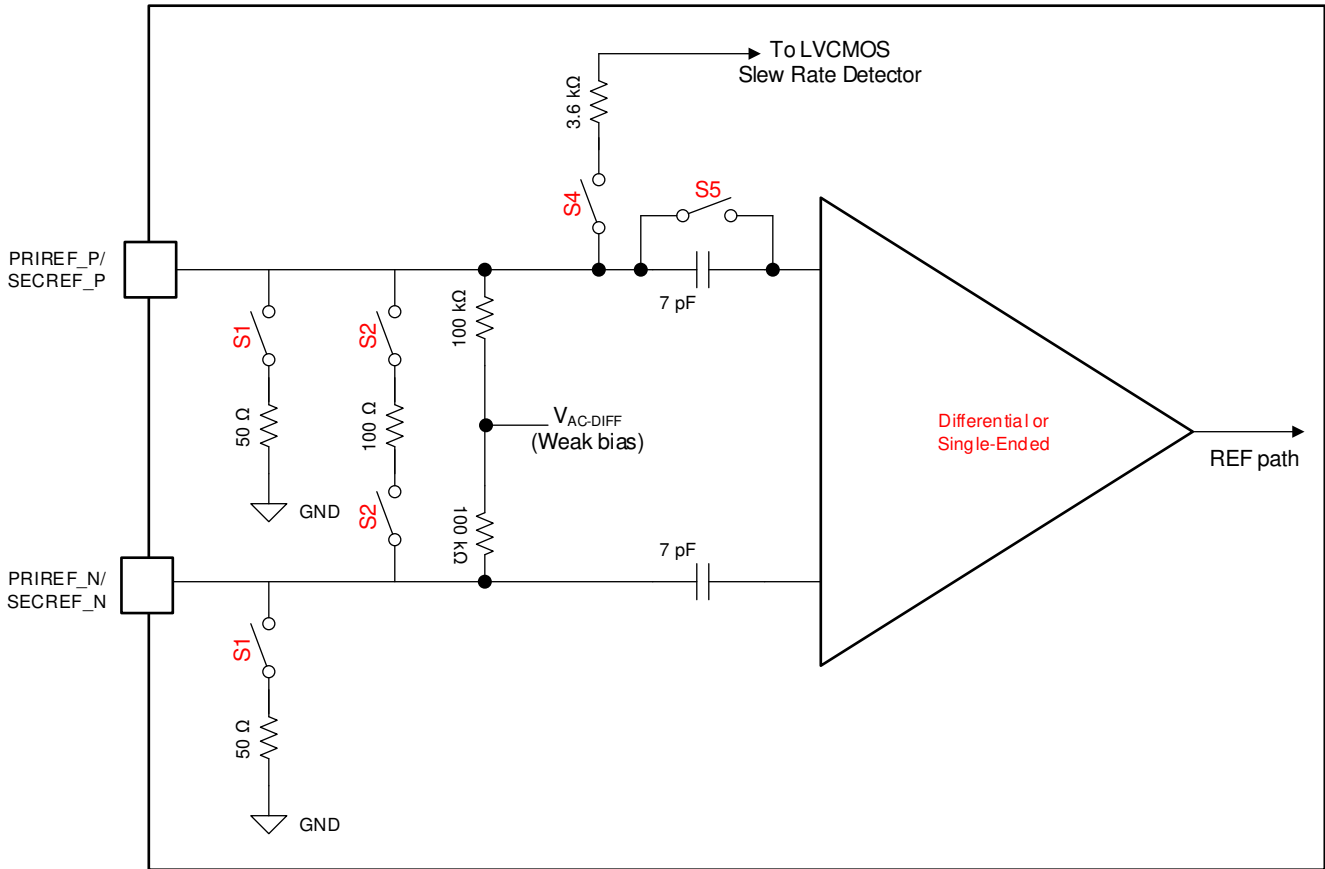 To LVCMOS
Slew Rate Detector
3.6 kΩ
S4
S5
PRIREF_P/
SECREF_P
7 pF
S1
S2
100 kΩ
50 Ω
100 Ω
VAC-DIFF
(Weak bias)
Differential or
Single-Ended
REF path
GND
S2
100 kΩ
7 pF
PRIREF_N/
SECREF_N
S1
50 Ω
GND